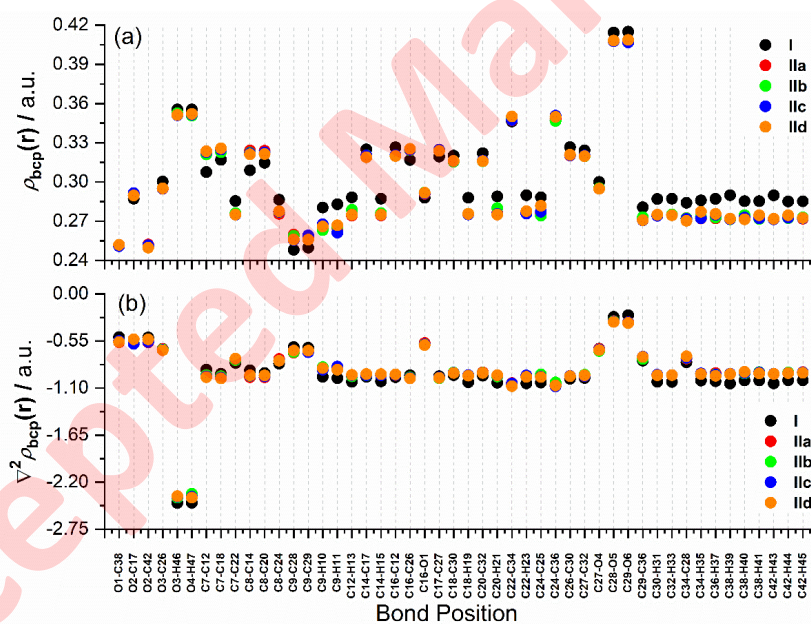 (a)
0.42
0.39
0.36
0.33
0.30
0.27
0.24
ρbcp(r) / a.u.
I
IIa
IIb
IIc
IId
(b)
0.00
-0.55
-1.10
-1.65
-2.20
-2.75
∇²ρbcp(r) / a.u.
I
IIa
IIb
IIc
IId
O1-C38
O2-C17
O2-C42
O3-C26
O3-H46
O4-H47
C7-C12
C7-C18
C7-C22
C8-C14
C8-C20
C8-C24
C9-C28
C9-C29
C9-H10
C9-H11
C12-H13
C14-C17
C14-H15
C16-C12
C16-C26
C16-O1
C17-C27
C18-C30
C18-H19
C20-C32
C20-H21
C22-C34
C22-H23
C24-C25
C24-C36
C26-C30
C27-C32
C27-O4
C28-O5
C29-O6
C29-C36
C30-H31
C32-H33
C34-C28
C34-H35
C36-H37
C38-H39
C38-H40
C38-H41
C42-H43
C42-H44
C42-H45
Bond Position
epted Ma